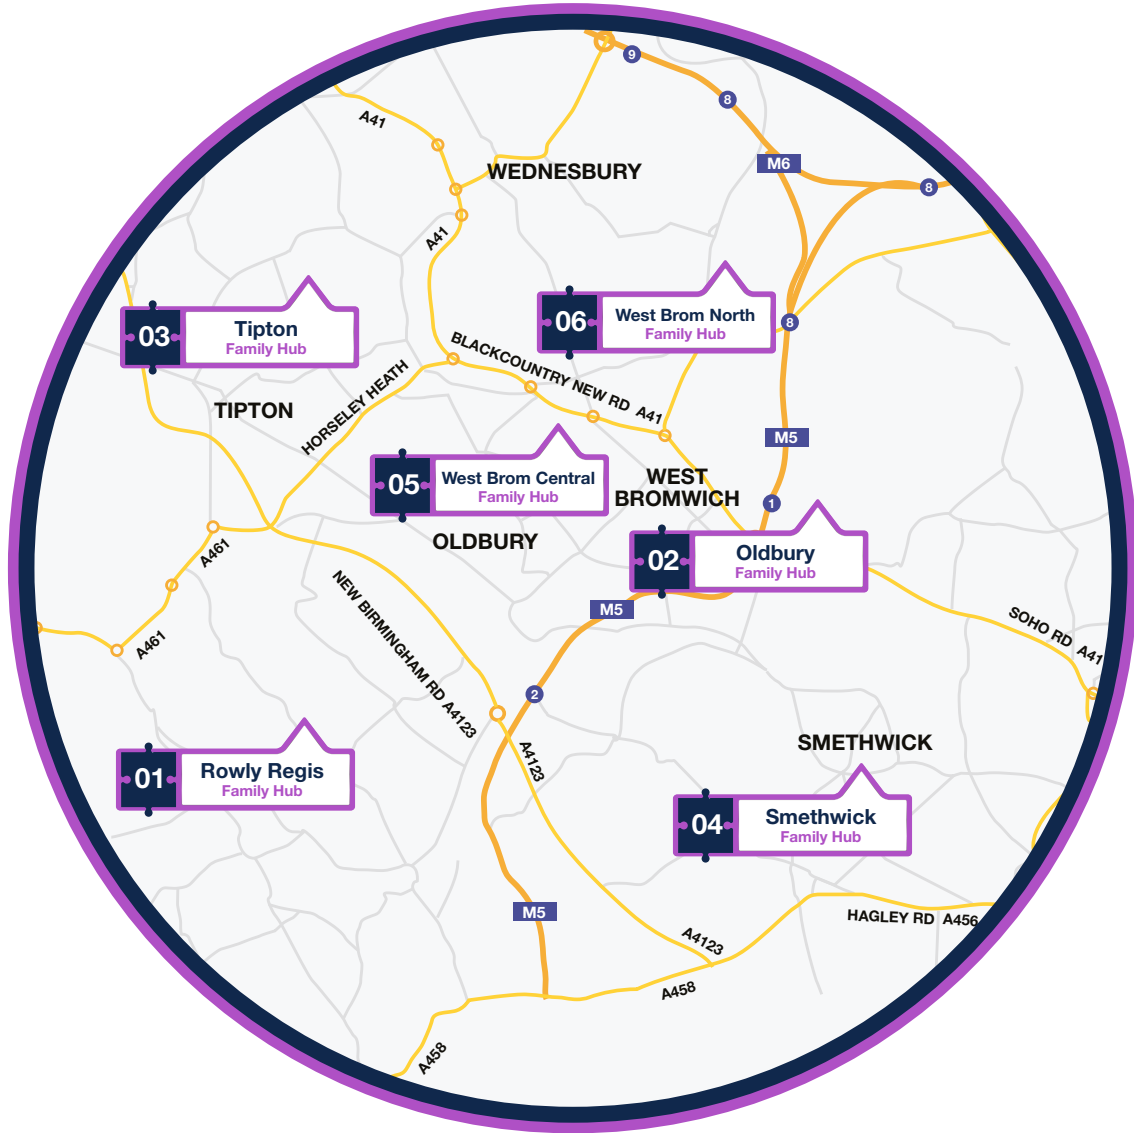 9
A41
8
M6
WEDNESBURY
8
A41
03
Tipton
Family Hub
06
West Brom North
Family Hub
8
BLACKCOUNTRY NEW RD A41
HORSELEY HEATH
TIPTON
M5
05
West Brom Central
Family Hub
WEST
BROMWICH
1
OLDBURY
02
Oldbury
Family Hub
A461
M5
NEW BIRMINGHAM RD A4123
SOHO RD A41
A461
2
A4123
SMETHWICK
01
Rowly Regis
Family Hub
04
Smethwick
Family Hub
M5
HAGLEY RD A456
A4123
A458
A458